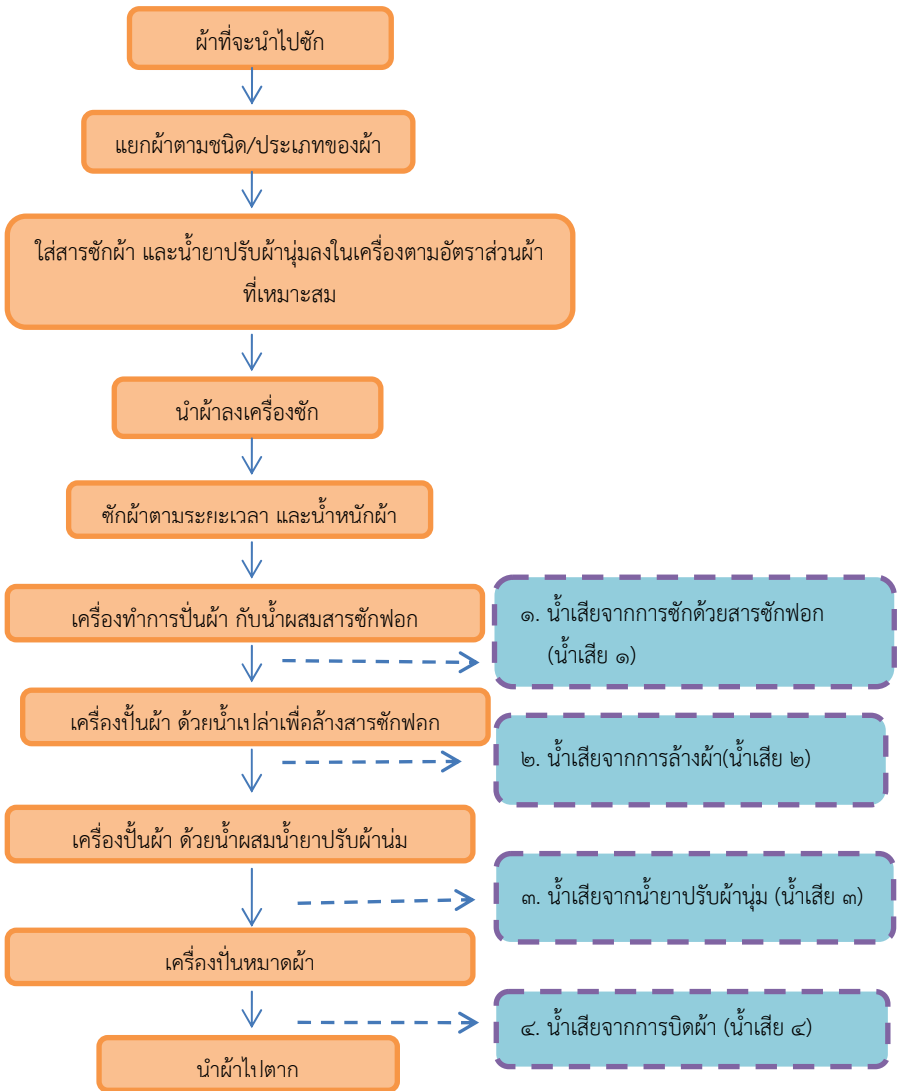 ผ้าที่จะนำไปซัก
แยกผ้าตามชนิด/ประเภทของผ้า
ใส่สารซักผ้า และน้ำยาปรับผ้านุ่มลงในเครื่องตามอัตราส่วนผ้า
ที่เหมาะสม
นำผ้าลงเครื่องซัก
ซักผ้าตามระยะเวลา และน้ำหนักผ้า
เครื่องทำการปั่นผ้า กับน้ำผสมสารซักฟอก
๑. น้ำเสียจากการซักด้วยสารซักฟอก
(น้ำเสีย ๑)
เครื่องปั้นผ้า ด้วยน้ำเปล่าเพื่อล้างสารซักฟอก
๒. น้ำเสียจากการล้างผ้า(น้ำเสีย ๒)
เครื่องปั้นผ้า ด้วยน้ำผสมน้ำยาปรับผ้านุ่ม
๓. น้ำเสียจากน้ำยาปรับผ้านุ่ม (น้ำเสีย ๓)
เครื่องปั่นหมาดผ้า
๔. น้ำเสียจากการบิดผ้า (น้ำเสีย ๔)
นำผ้าไปตาก